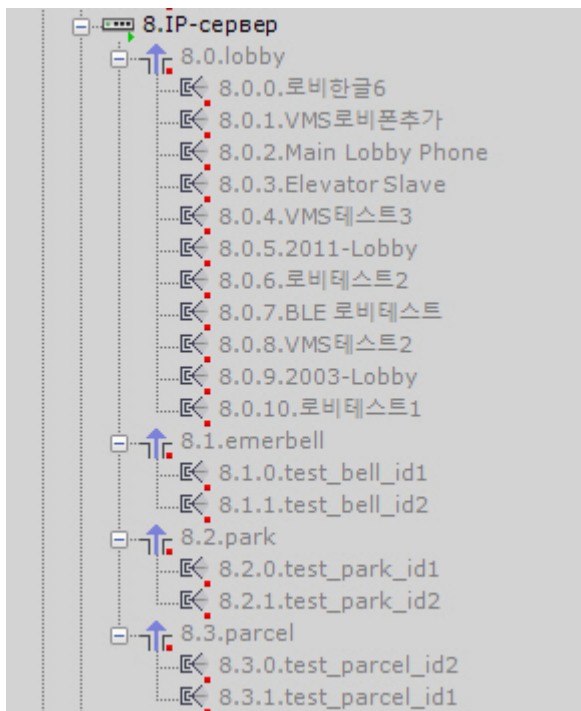 8.IP-сервер
8.0.lobby
8.0.0.로비한글6
8.0.1.VMS로비폰추가
8.0.2.Main Lobby Phone
8.0.3.Elevator Slave
8.0.4.VMS테스트3
8.0.5.2011-Lobby
8.0.6.로비테스트2
8.0.7.BLE 로비테스트
8.0.8.VMS테스트2
8.0.9.2003-Lobby
8.0.10.로비테스트1
8.1.emerbell
8.1.0.test_bell_id1
8.1.1.test_bell_id2
8.2.park
8.2.0.test_park_id1
8.2.1.test_park_id2
8.3.parcel
8.3.0.test_parcel_id2
8.3.1.test_parcel_id1